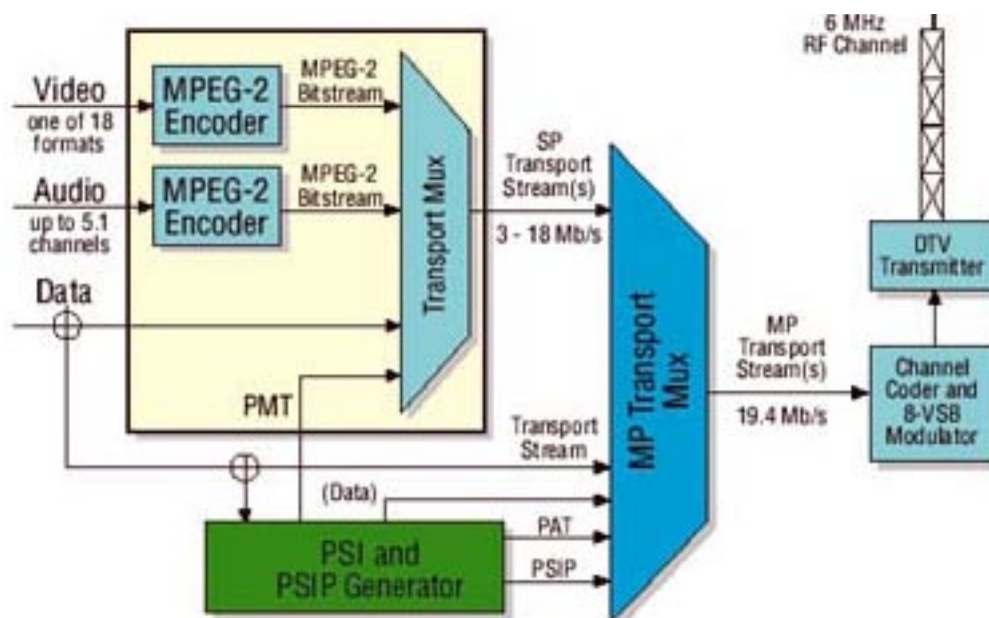 6 MHz
RF Channel
Video
one of 18
formats
MPEG-2
Encoder
MPEG-2
Bitstream
Audio
up to 5.1
channels
MPEG-2
Encoder
MPEG-2
Bitstream
Data
Transport Mux
PMT
SP
Transport
Stream(s)
3 - 18 Mb/s
Transport
Stream
(Data)
PAT
PSIP
PSI and
PSIP Generator
MP Transport
Mux
MP
Transport
Stream(s)
19.4 Mb/s
DTV
Transmitter
Channel
Coder and
8-VSB
Modulator